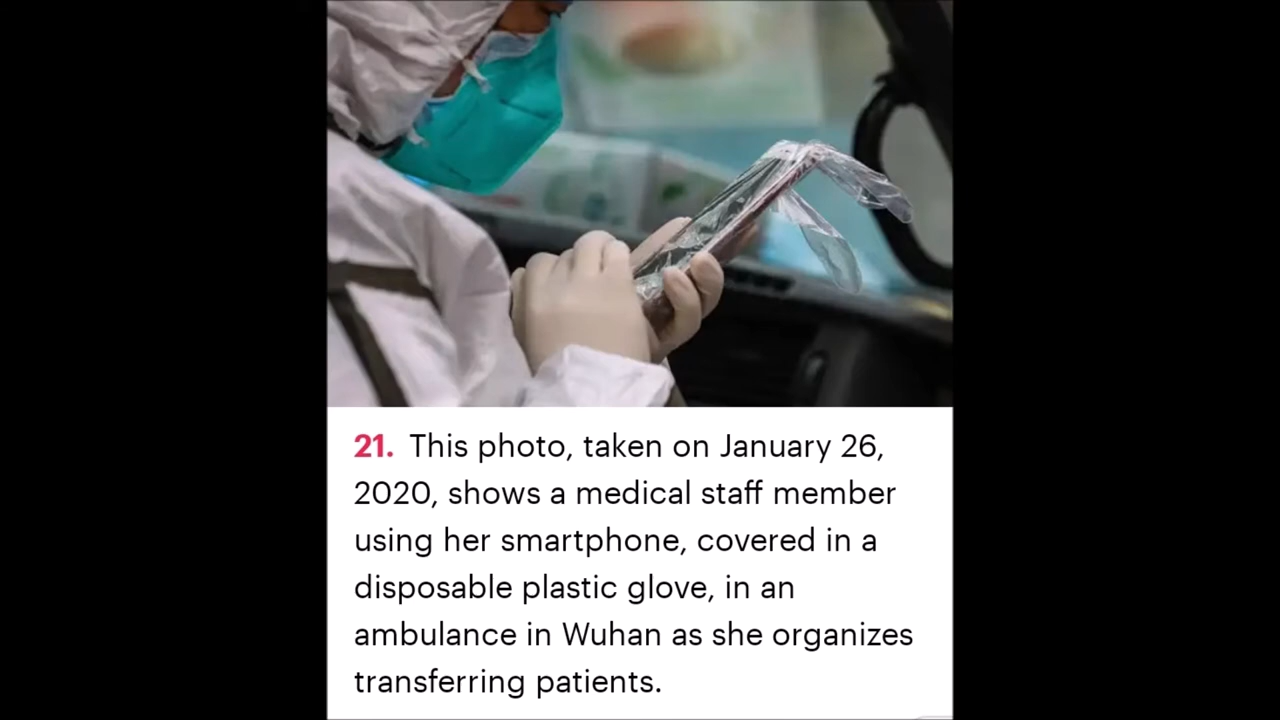 21. This photo, taken on January 26,
2020, shows a medical staff member
using her smartphone, covered in a
disposable plastic glove, in an
ambulance in Wuhan as she organizes
transferring patients.